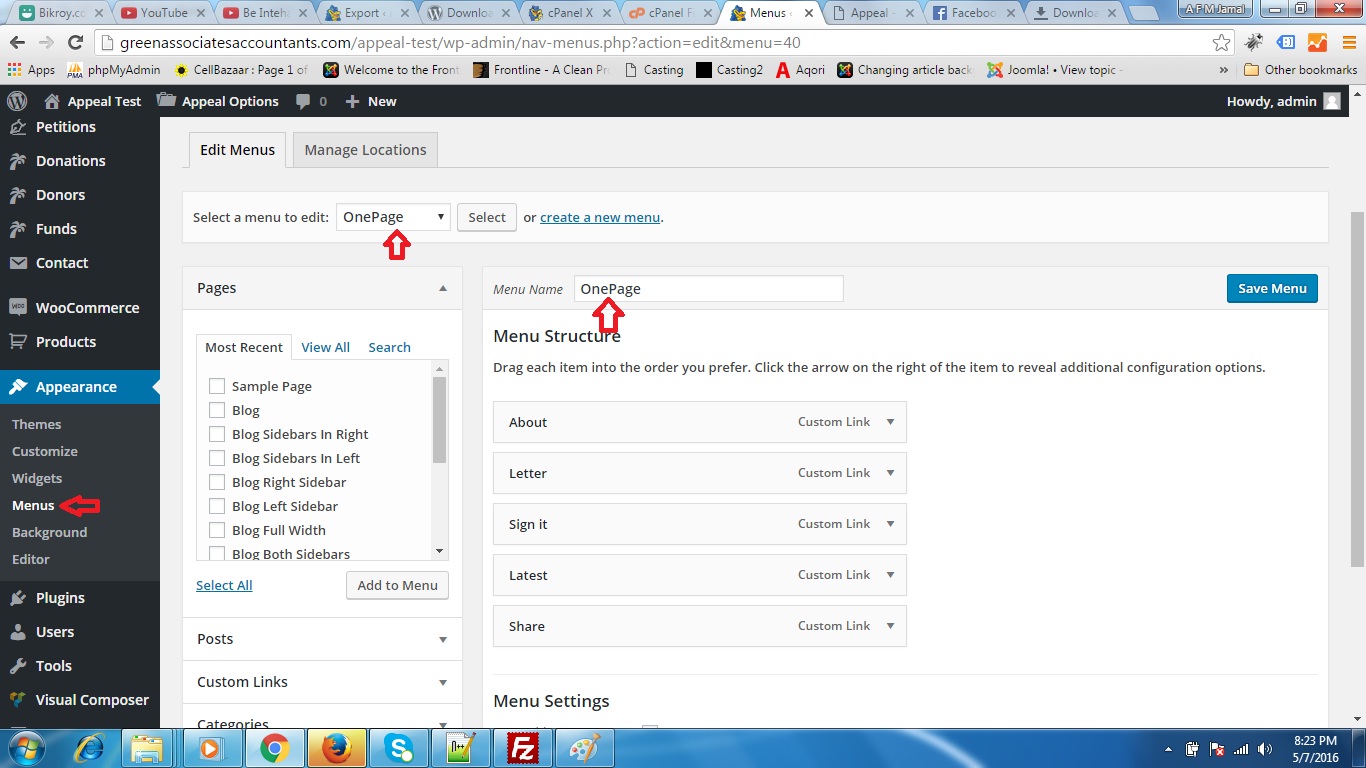 Bikroy.co
YouTube
Be Inteha
Export ‹
Downloa
cPanel X
cPanel F
Menus ‹
Appeal -
Faceboo
Downloa
A F M Jamal
greenassociatesaccountants.com/appeal-test/wp-admin/nav-menus.php?action=edit&menu=40
Apps
phpMyAdmin
CellBazaar : Page 1 of
Welcome to the Front
Frontline - A Clean Pr
Casting
Casting2
Aqori
Changing article back
Joomla! • View topic -
»
Other bookmarks
Appeal Test
Appeal Options
0
New
Howdy, admin
Petitions
Donations
Donors
Funds
Contact
WooCommerce
Products
Appearance
Themes
Customize
Widgets
Menus
Background
Editor
Plugins
Users
Tools
Visual Composer
Edit Menus
Manage Locations
Select a menu to edit: OnePage Select or create a new menu.
Pages
Most Recent View All Search
Sample Page
Blog
Blog Sidebars In Right
Blog Sidebars In Left
Blog Right Sidebar
Blog Left Sidebar
Blog Full Width
Blog Both Sidebars
Select All
Add to Menu
Posts
Custom Links
Categories
Menu Name OnePage
Save Menu
Menu Structure
Drag each item into the order you prefer. Click the arrow on the right of the item to reveal additional configuration options.
About Custom Link
Letter Custom Link
Sign it Custom Link
Latest Custom Link
Share Custom Link
Menu Settings
8:23 PM
5/7/2016